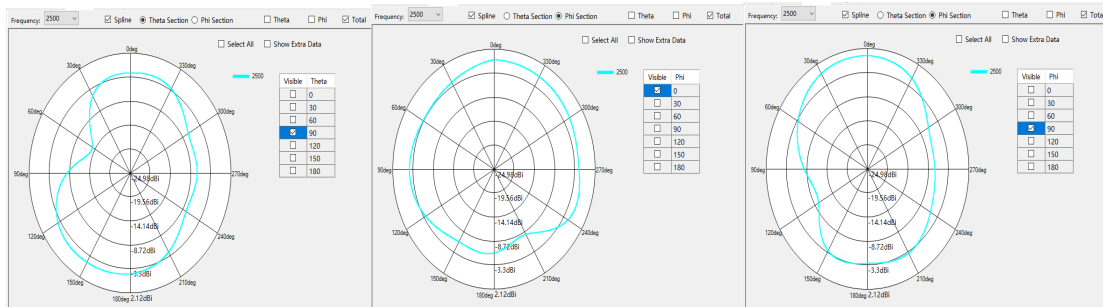 Frequency: 2500 Spline Theta Section Phi Section Theta Phi Total
Select All Show Extra Data
0deg
30deg
330deg
60deg
300deg
90deg
270deg
120deg
240deg
150deg
210deg
180deg 2.12dBi
-24.98dBi
-19.56dBi
-14.14dBi
-8.72dBi
-3.3dBi
2500
Visible Theta
0
30
60
90
120
150
180
Frequency: 2500 Spline Theta Section Phi Section Theta Phi Total
Select All Show Extra Data
0deg
30deg
330deg
60deg
300deg
90deg
270deg
120deg
240deg
150deg
210deg
180deg 2.12dBi
-24.98dBi
-19.56dBi
-14.14dBi
-8.72dBi
-3.3dBi
2500
Visible Phi
0
30
60
90
120
150
180
Frequency: 2500 Spline Theta Section Phi Section Theta Phi Total
Select All Show Extra Data
0deg
30deg
330deg
60deg
300deg
90deg
270deg
120deg
240deg
150deg
210deg
180deg 2.12dBi
-24.98dBi
-19.56dBi
-14.14dBi
-8.72dBi
-3.3dBi
2500
Visible Phi
0
30
60
90
120
150
180